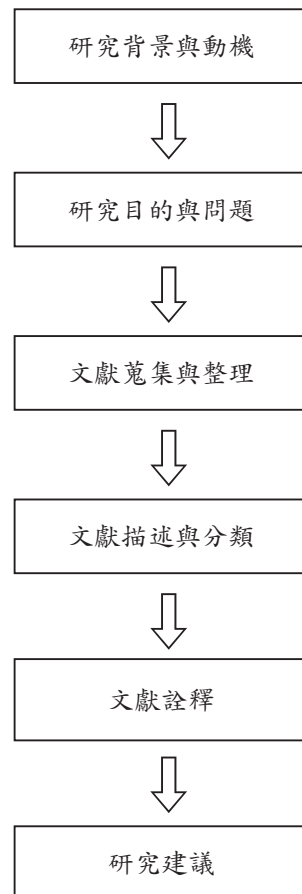 研究背景與動機
研究目的與問題
文獻蒐集與整理
文獻描述與分類
文獻詮釋
研究建議